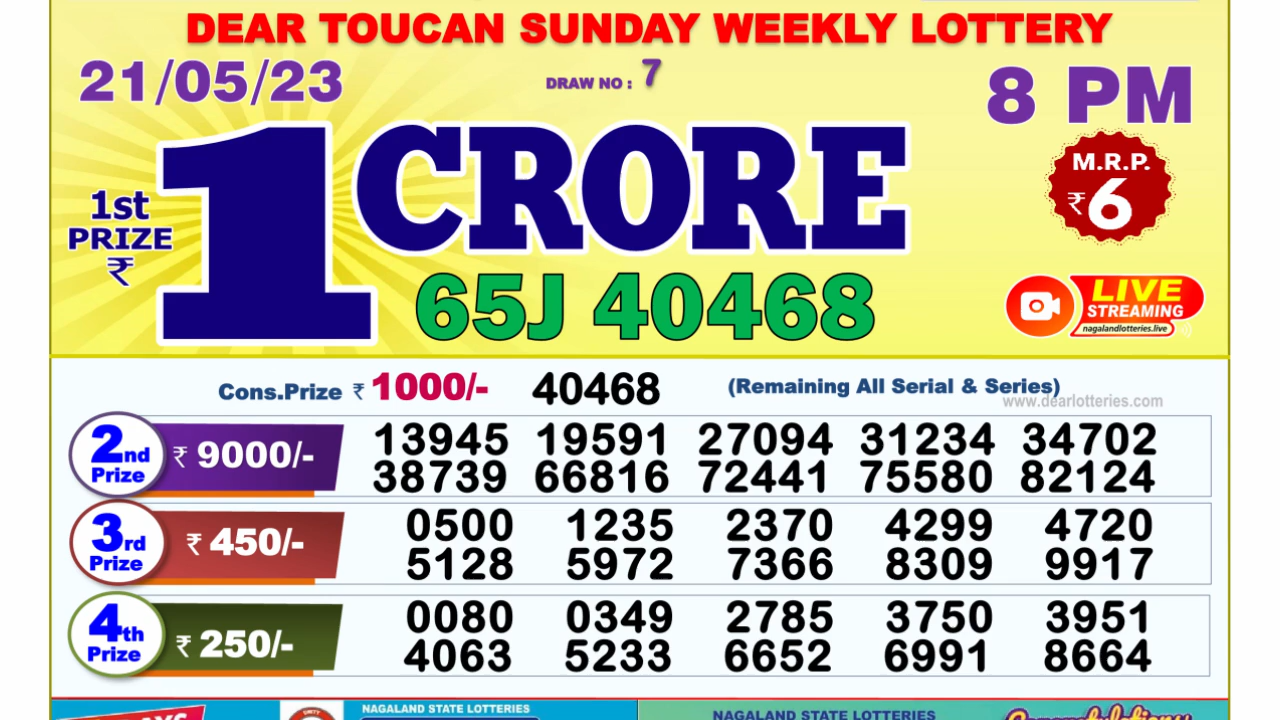 DEAR TOUCAN SUNDAY WEEKLY LOTTERY
21/05/23
DRAW NO : 7
8 PM
1st
PRIZE
₹
1 CRORE
M.R.P.
₹6
65J 40468
LIVE
STREAMING
nagalandlotteries.live
Cons.Prize ₹ 1000/- 40468 (Remaining All Serial & Series)
www.dearlotteries.com
2nd
Prize
₹ 9000/-
13945 19591 27094 31234 34702
38739 66816 72441 75580 82124
3rd
Prize
₹ 450/-
0500 1235 2370 4299 4720
5128 5972 7366 8309 9917
4th
Prize
₹ 250/-
0080 0349 2785 3750 3951
4063 5233 6652 6991 8664
NAGALAND STATE LOTTERIES
NAGALAND STATE LOTTERIES